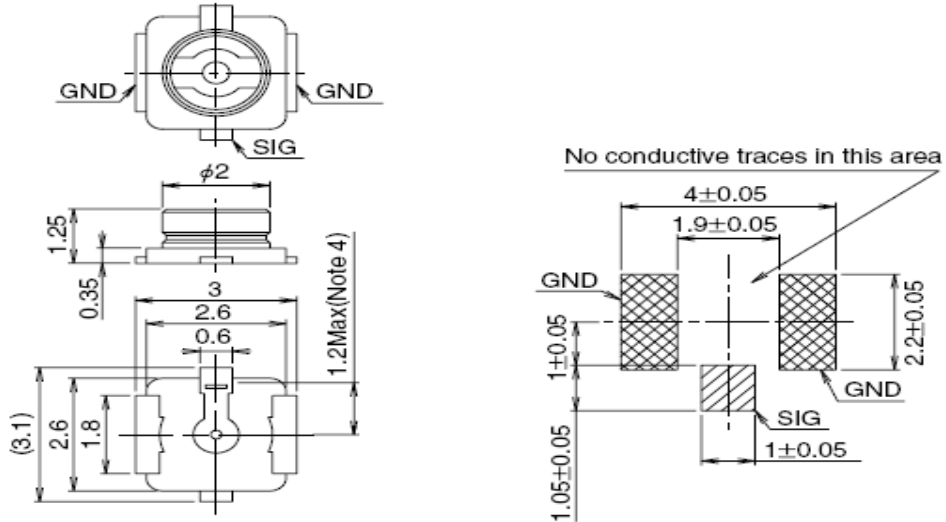 GND
GND
SIG
ϕ2
1.25
0.35
3
2.6
0.6
1.2Max(Note 4)
(3.1)
2.6
1.8
No conductive traces in this area
4±0.05
1.9±0.05
GND
1±0.05
2.2±0.05
GND
SIG
1±0.05
1.05±0.05